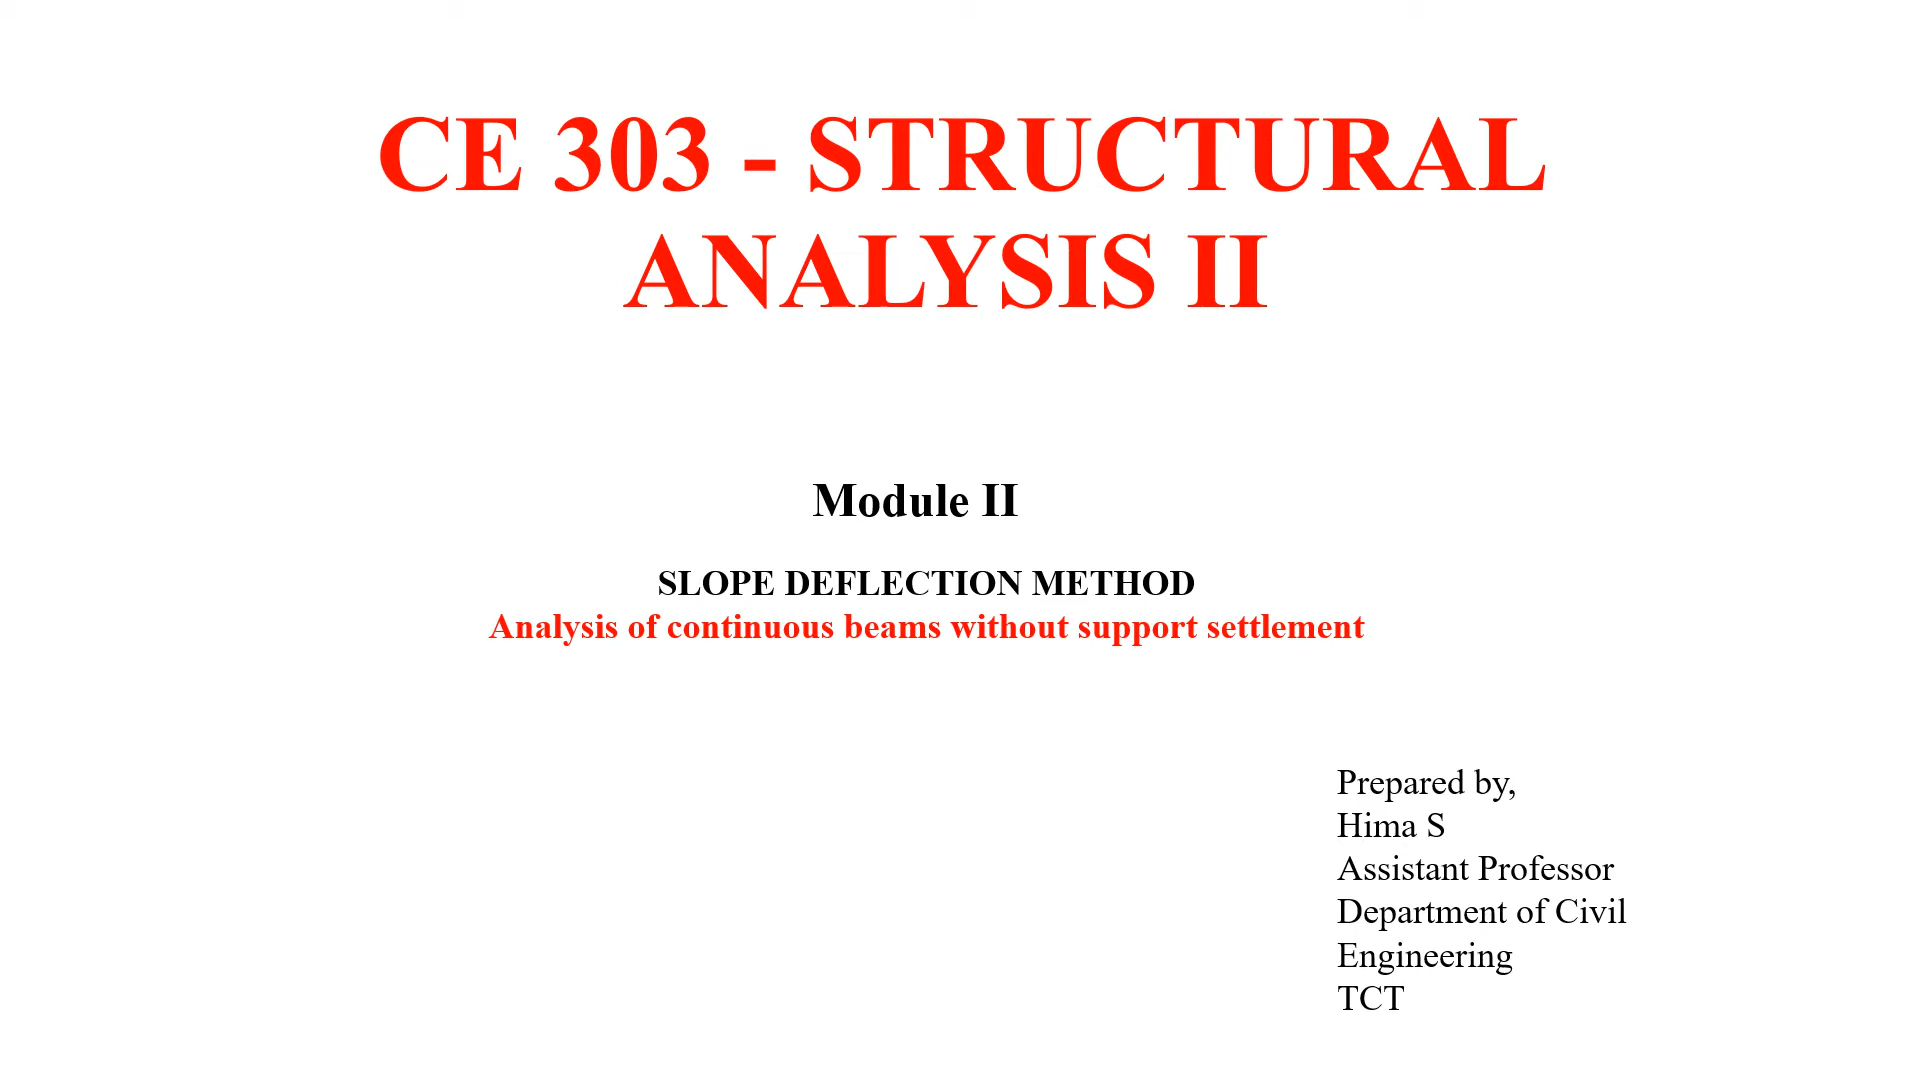 CE 303 - STRUCTURAL
ANALYSIS II
Module II
SLOPE DEFLECTION METHOD
Analysis of continuous beams without support settlement
Prepared by,
Hima S
Assistant Professor
Department of Civil
Engineering
TCT